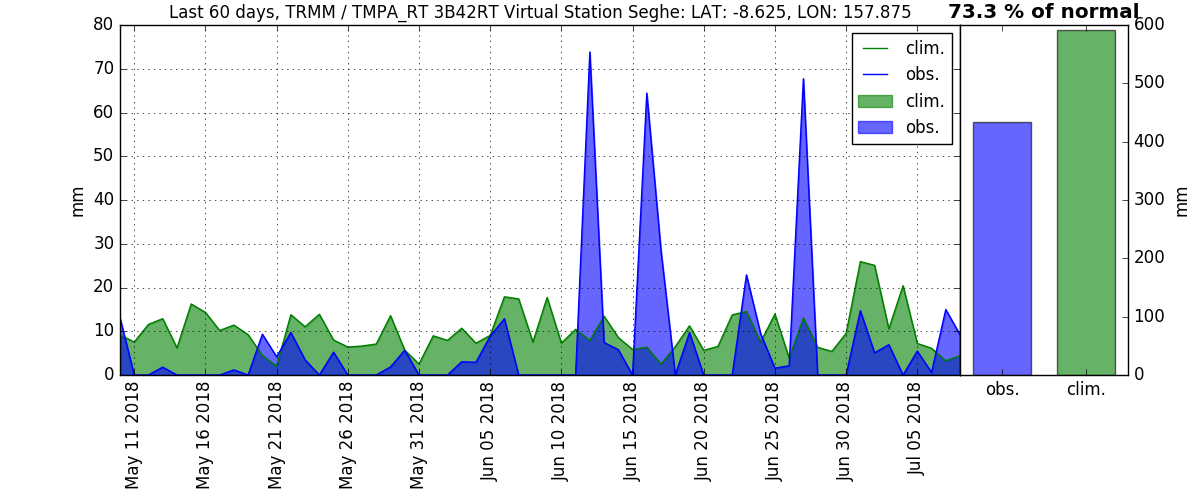 Last 60 days, TRMM / TMPA_RT 3B42RT Virtual Station Seghe: LAT: -8.625, LON: 157.875
73.3 % of normal
80
70
60
50
40
30
20
10
0
mm
clim.
obs.
clim.
obs.
May 11 2018
May 16 2018
May 21 2018
May 26 2018
May 31 2018
Jun 05 2018
Jun 10 2018
Jun 15 2018
Jun 20 2018
Jun 25 2018
Jun 30 2018
Jul 05 2018
600
500
400
300
200
100
0
mm
obs.
clim.